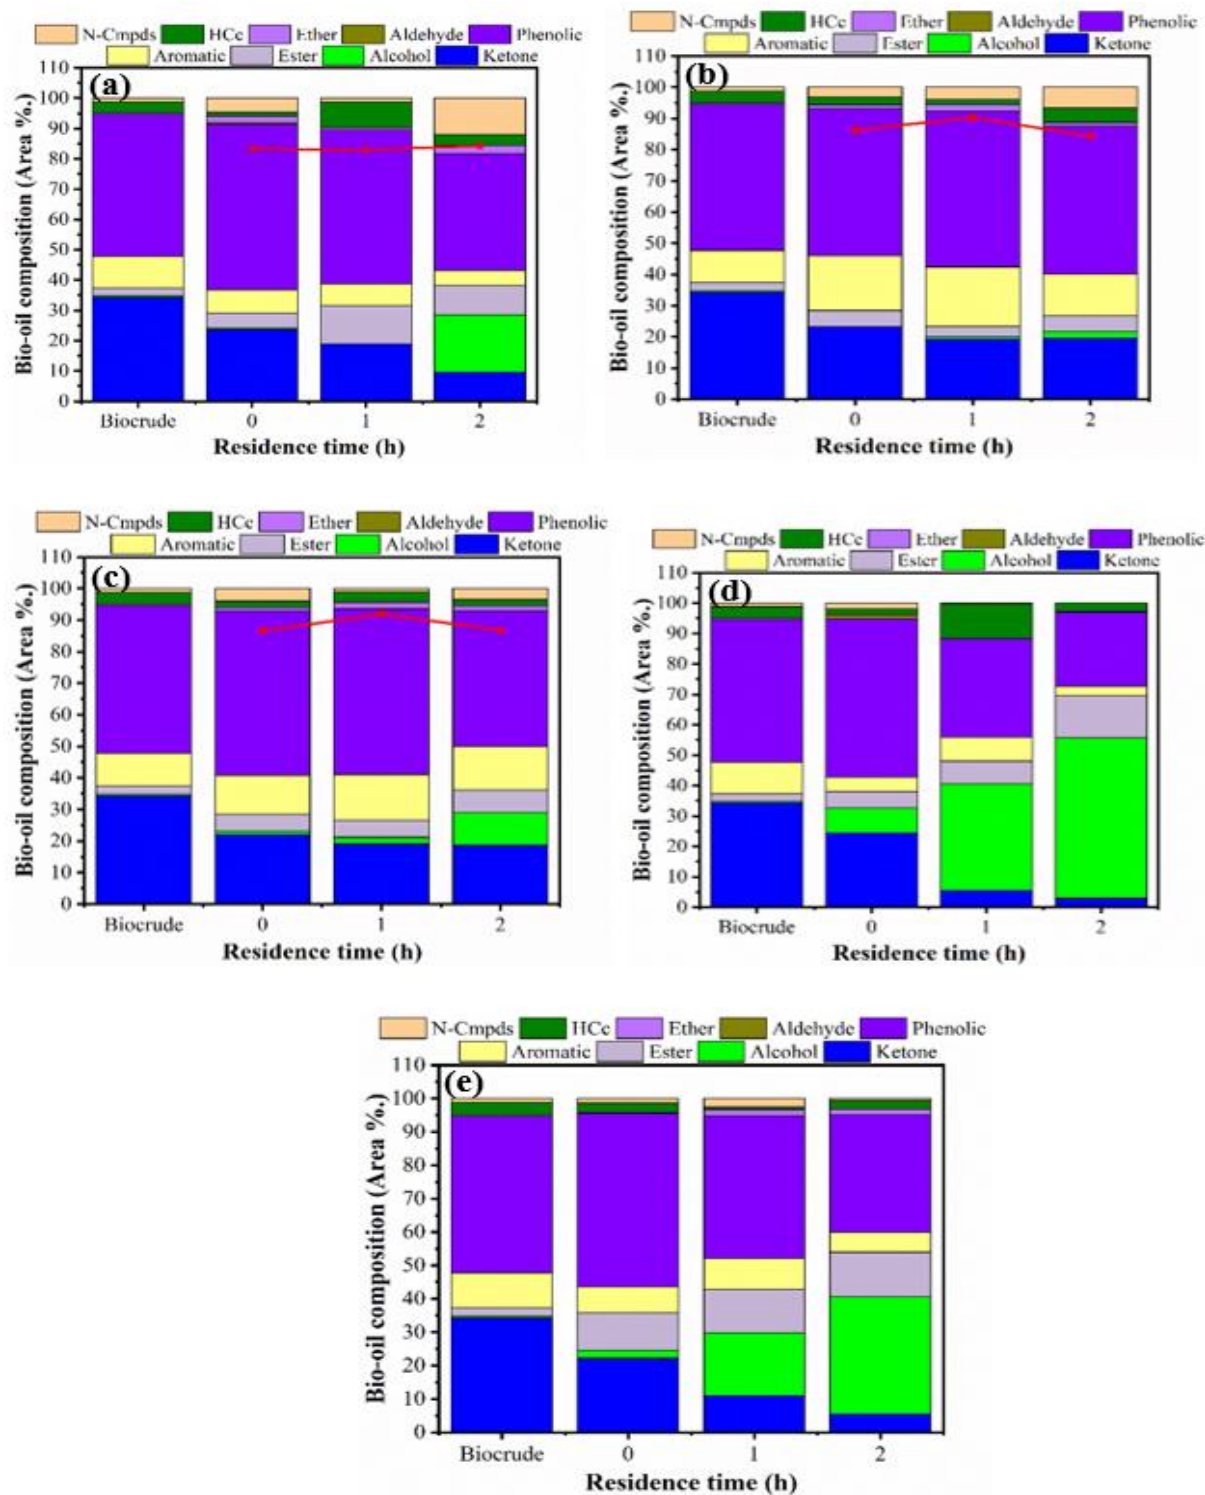 N-Cmpds HCc Ether Aldehyde Phenolic
Aromatic Ester Alcohol Ketone
(a)
Bio-oil composition (Area %.)
110
100
90
80
70
60
50
40
30
20
10
0
Biocrude 0 1 2
Residence time (h)
N-Cmpds HCc Ether Aldehyde Phenolic
Aromatic Ester Alcohol Ketone
(b)
Bio-oil composition (Area %.)
110
100
90
80
70
60
50
40
30
20
10
0
Biocrude 0 1 2
Residence time (h)
N-Cmpds HCc Ether Aldehyde Phenolic
Aromatic Ester Alcohol Ketone
(c)
Bio-oil composition (Area %.)
110
100
90
80
70
60
50
40
30
20
10
0
Biocrude 0 1 2
Residence time (h)
N-Cmpds HCc Ether Aldehyde Phenolic
Aromatic Ester Alcohol Ketone
(d)
Bio-oil composition (Area %.)
110
100
90
80
70
60
50
40
30
20
10
0
Biocrude 0 1 2
Residence time (h)
N-Cmpds HCc Ether Aldehyde Phenolic
Aromatic Ester Alcohol Ketone
(e)
Bio-oil composition (Area %.)
110
100
90
80
70
60
50
40
30
20
10
0
Biocrude 0 1 2
Residence time (h)